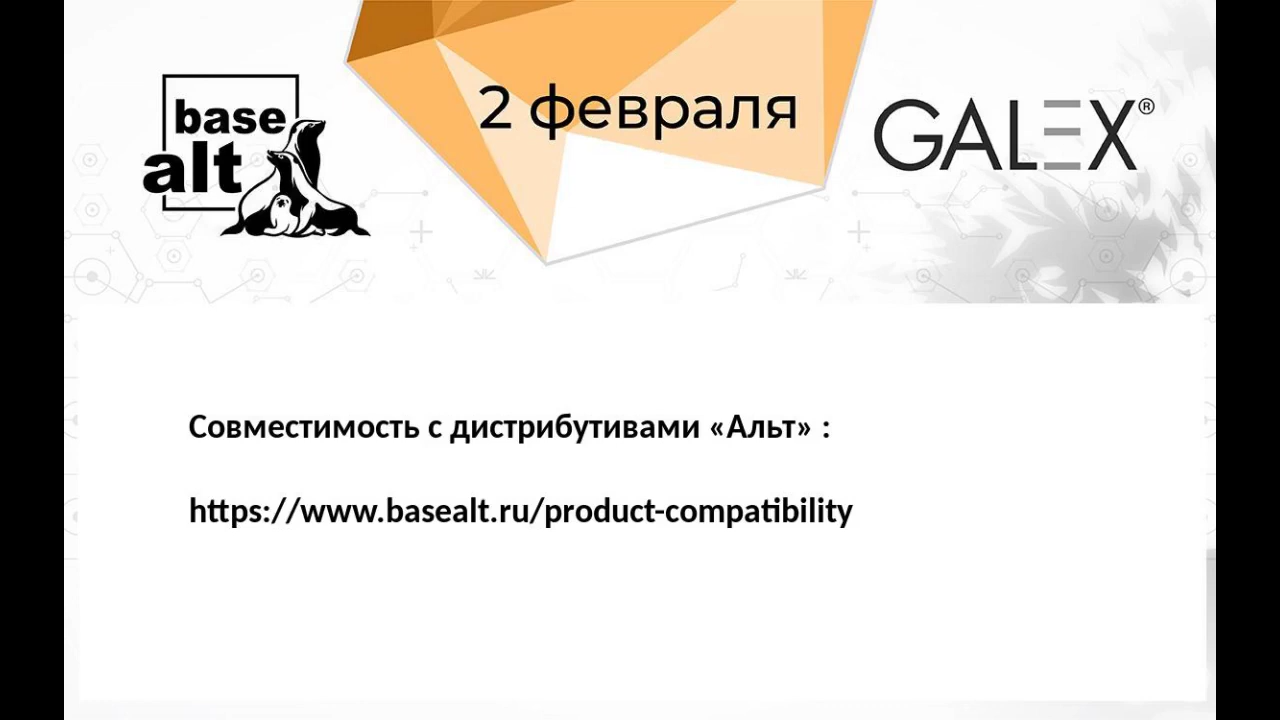 base
alt
2 февраля
GALEX®
Совместимость с дистрибутивами «Альт» :
https://www.basealt.ru/product-compatibility